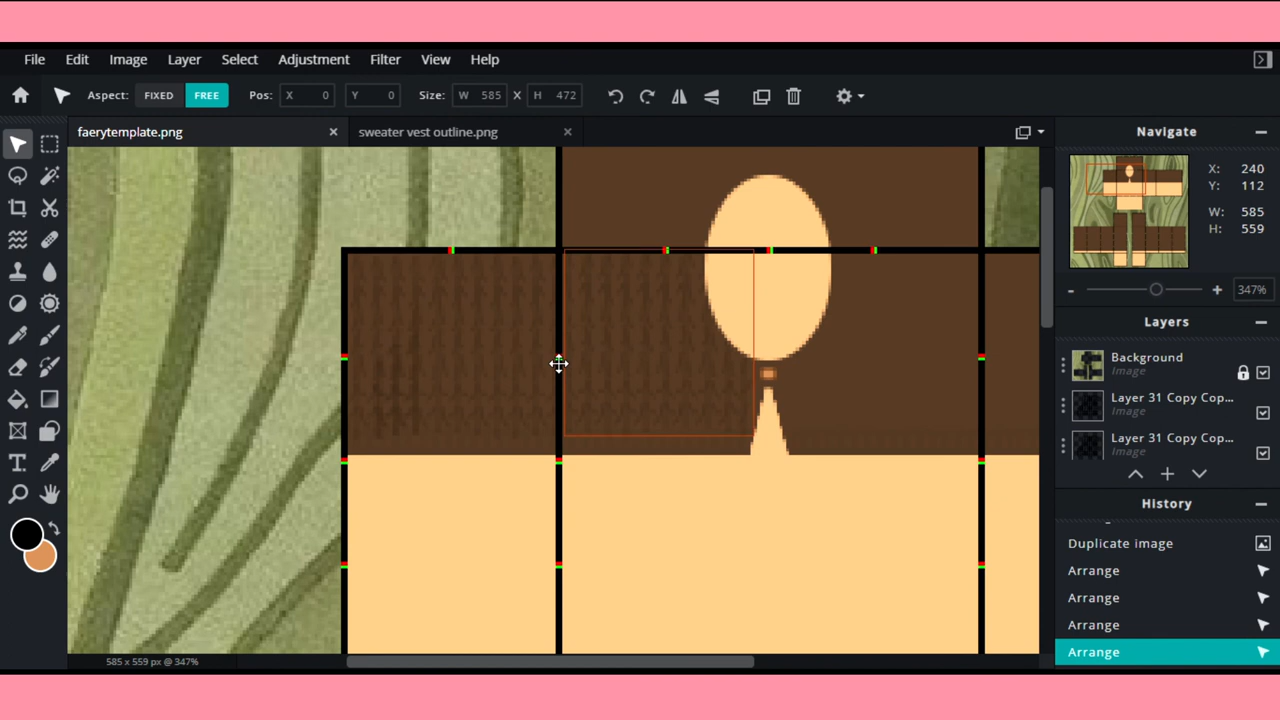 File Edit Image Layer Select Adjustment Filter View Help
Aspect: FIXED FREE Pos: X 0 Y 0 Size: W 585 X H 472
faerytemplate.png sweater vest outline.png
Navigate
X: 240
Y: 112
W: 585
H: 559
347%
Layers
Background
Image
Layer 31 Copy Cop...
Image
Layer 31 Copy Cop...
Image
History
Duplicate image
Arrange
Arrange
Arrange
Arrange
585 x 559 px @ 347%